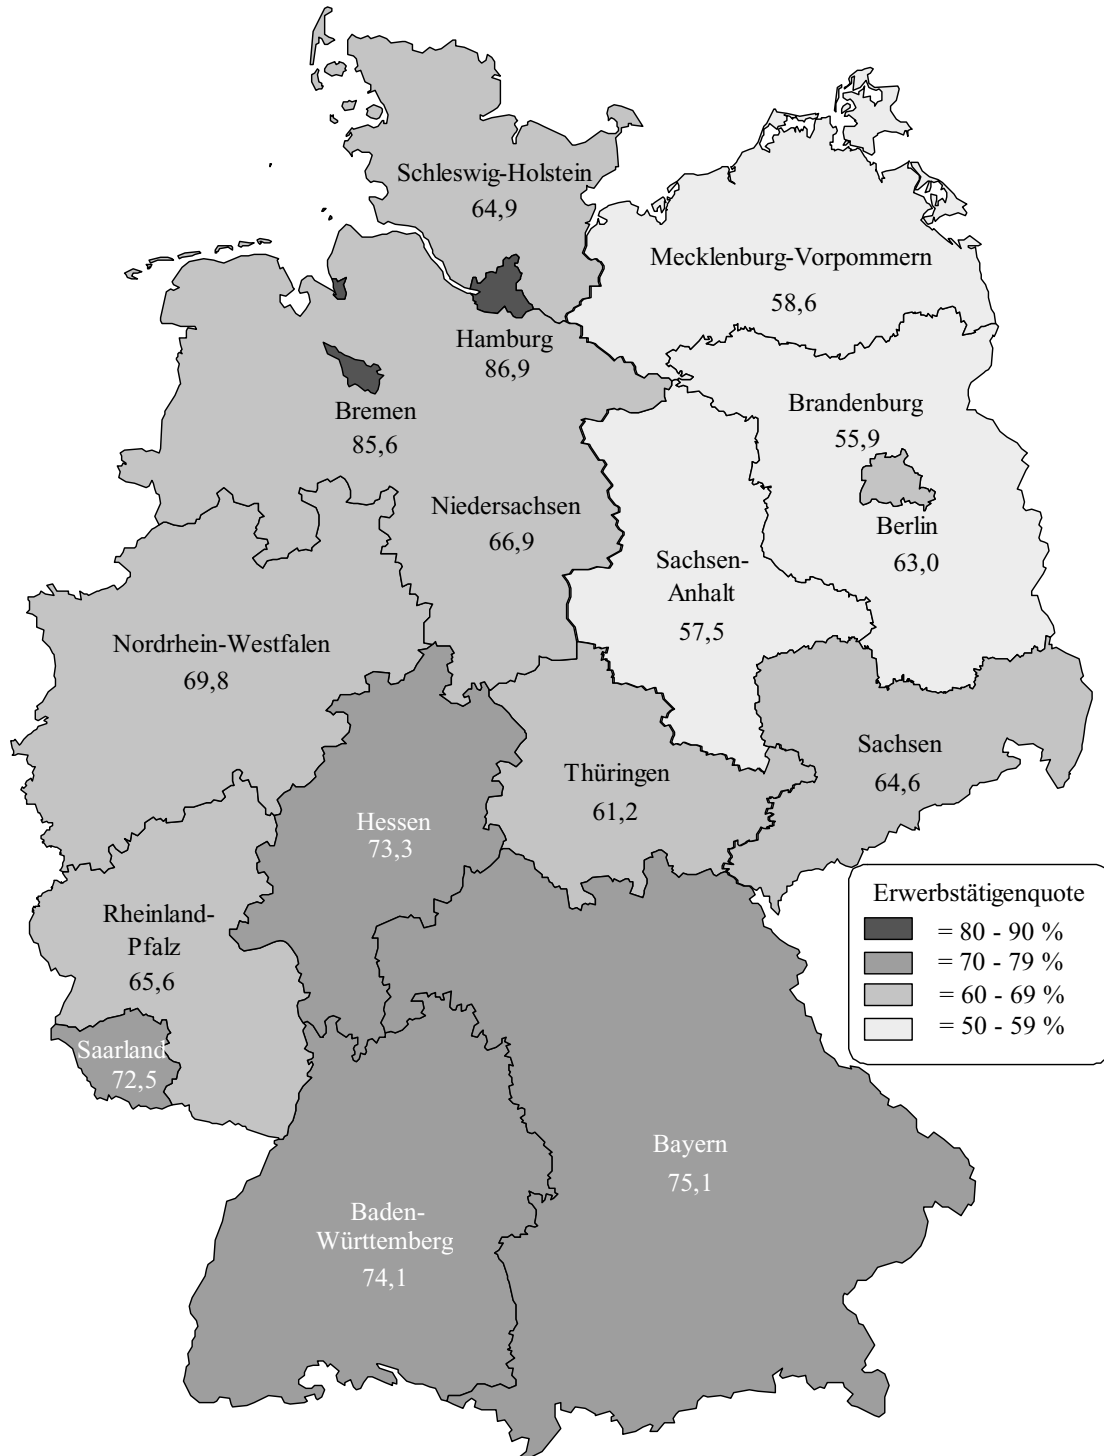 Schleswig-Holstein
64,9
Mecklenburg-Vorpommern
58,6
Hamburg
86,9
Bremen
85,6
Brandenburg
55,9
Berlin
63,0
Niedersachsen
66,9
Sachsen-
Anhalt
57,5
Nordrhein-Westfalen
69,8
Sachsen
64,6
Thüringen
61,2
Hessen
73,3
Rheinland-
Pfalz
65,6
Saarland
72,5
Bayern
75,1
Baden-
Württemberg
74,1
Erwerbstätigenquote
= 80 - 90 %
= 70 - 79 %
= 60 - 69 %
= 50 - 59 %